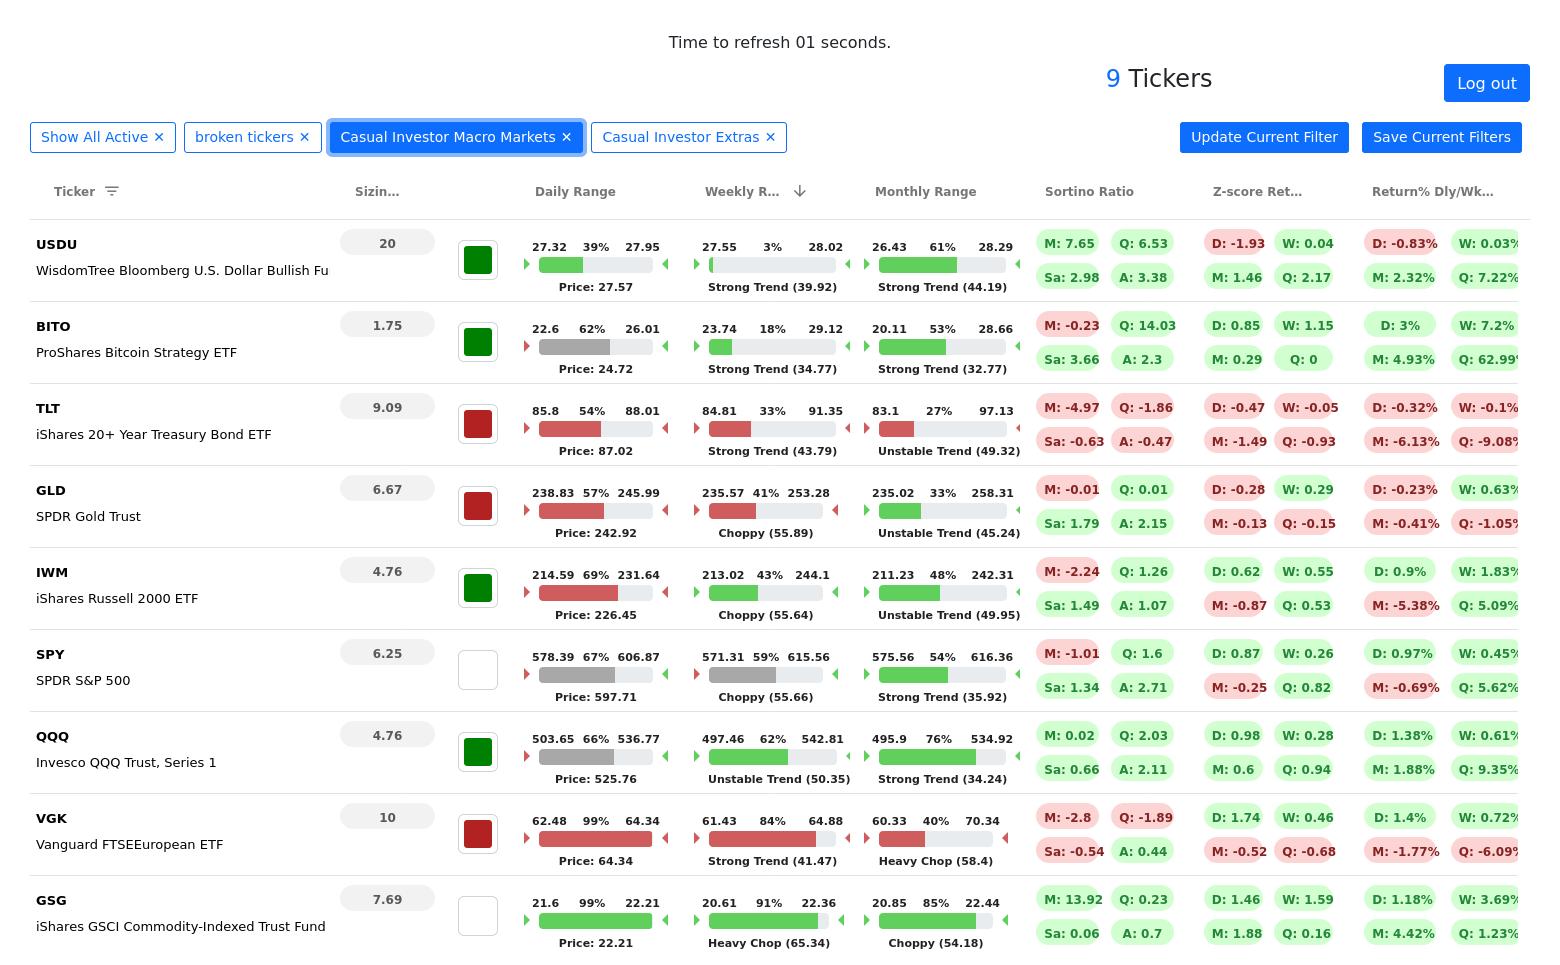 Time to refresh 01 seconds.
9 Tickers
Log out
Show All Active ✕ broken tickers ✕ Casual Investor Macro Markets ✕ Casual Investor Extras ✕ Update Current Filter Save Current Filters
Ticker Sizin… Daily Range Weekly R… Monthly Range Sortino Ratio Z-score Ret… Return% Dly/Wk…
USDU 20 27.32 39% 27.95 27.55 3% 28.02 26.43 61% 28.29 M: 7.65 Q: 6.53 D: -1.93 W: 0.04 D: -0.83% W: 0.03%
WisdomTree Bloomberg U.S. Dollar Bullish Fu Price: 27.57 Strong Trend (39.92) Strong Trend (44.19) Sa: 2.98 A: 3.38 M: 1.46 Q: 2.17 M: 2.32% Q: 7.22%
BITO 1.75 22.6 62% 26.01 23.74 18% 29.12 20.11 53% 28.66 M: -0.23 Q: 14.03 D: 0.85 W: 1.15 D: 3% W: 7.2%
ProShares Bitcoin Strategy ETF Price: 24.72 Strong Trend (34.77) Strong Trend (32.77) Sa: 3.66 A: 2.3 M: 0.29 Q: 0 M: 4.93% Q: 62.99%
TLT 9.09 85.8 54% 88.01 84.81 33% 91.35 83.1 27% 97.13 M: -4.97 Q: -1.86 D: -0.47 W: -0.05 D: -0.32% W: -0.1%
iShares 20+ Year Treasury Bond ETF Price: 87.02 Strong Trend (43.79) Unstable Trend (49.32) Sa: -0.63 A: -0.47 M: -1.49 Q: -0.93 M: -6.13% Q: -9.08%
GLD 6.67 238.83 57% 245.99 235.57 41% 253.28 235.02 33% 258.31 M: -0.01 Q: 0.01 D: -0.28 W: 0.29 D: -0.23% W: 0.63%
SPDR Gold Trust Price: 242.92 Choppy (55.89) Unstable Trend (45.24) Sa: 1.79 A: 2.15 M: -0.13 Q: -0.15 M: -0.41% Q: -1.05%
IWM 4.76 214.59 69% 231.64 213.02 43% 244.1 211.23 48% 242.31 M: -2.24 Q: 1.26 D: 0.62 W: 0.55 D: 0.9% W: 1.83%
iShares Russell 2000 ETF Price: 226.45 Choppy (55.64) Unstable Trend (49.95) Sa: 1.49 A: 1.07 M: -0.87 Q: 0.53 M: -5.38% Q: 5.09%
SPY 6.25 578.39 67% 606.87 571.31 59% 615.56 575.56 54% 616.36 M: -1.01 Q: 1.6 D: 0.87 W: 0.26 D: 0.97% W: 0.45%
SPDR S&P 500 Price: 597.71 Choppy (55.66) Strong Trend (35.92) Sa: 1.34 A: 2.71 M: -0.25 Q: 0.82 M: -0.69% Q: 5.62%
QQQ 4.76 503.65 66% 536.77 497.46 62% 542.81 495.9 76% 534.92 M: 0.02 Q: 2.03 D: 0.98 W: 0.28 D: 1.38% W: 0.61%
Invesco QQQ Trust, Series 1 Price: 525.76 Unstable Trend (50.35) Strong Trend (34.24) Sa: 0.66 A: 2.11 M: 0.6 Q: 0.94 M: 1.88% Q: 9.35%
VGK 10 62.48 99% 64.34 61.43 84% 64.88 60.33 40% 70.34 M: -2.8 Q: -1.89 D: 1.74 W: 0.46 D: 1.4% W: 0.72%
Vanguard FTSEEuropean ETF Price: 64.34 Strong Trend (41.47) Heavy Chop (58.4) Sa: -0.54 A: 0.44 M: -0.52 Q: -0.68 M: -1.77% Q: -6.09%
GSG 7.69 21.6 99% 22.21 20.61 91% 22.36 20.85 85% 22.44 M: 13.92 Q: 0.23 D: 1.46 W: 1.59 D: 1.18% W: 3.69%
iShares GSCI Commodity-Indexed Trust Fund Price: 22.21 Heavy Chop (65.34) Choppy (54.18) Sa: 0.06 A: 0.7 M: 1.88 Q: 0.16 M: 4.42% Q: 1.23%